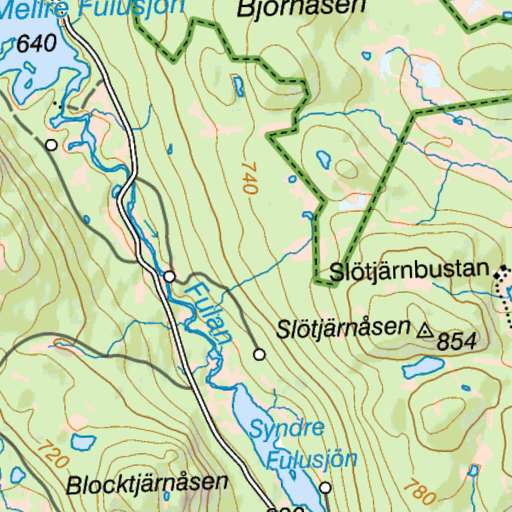 Mellre Fulusjön
Björnåsen
640
740
Slötjärnbustan
Fulan
Slötjärnåsen
854
Syndre
Fulusjön
720
Blocktjärnåsen
780